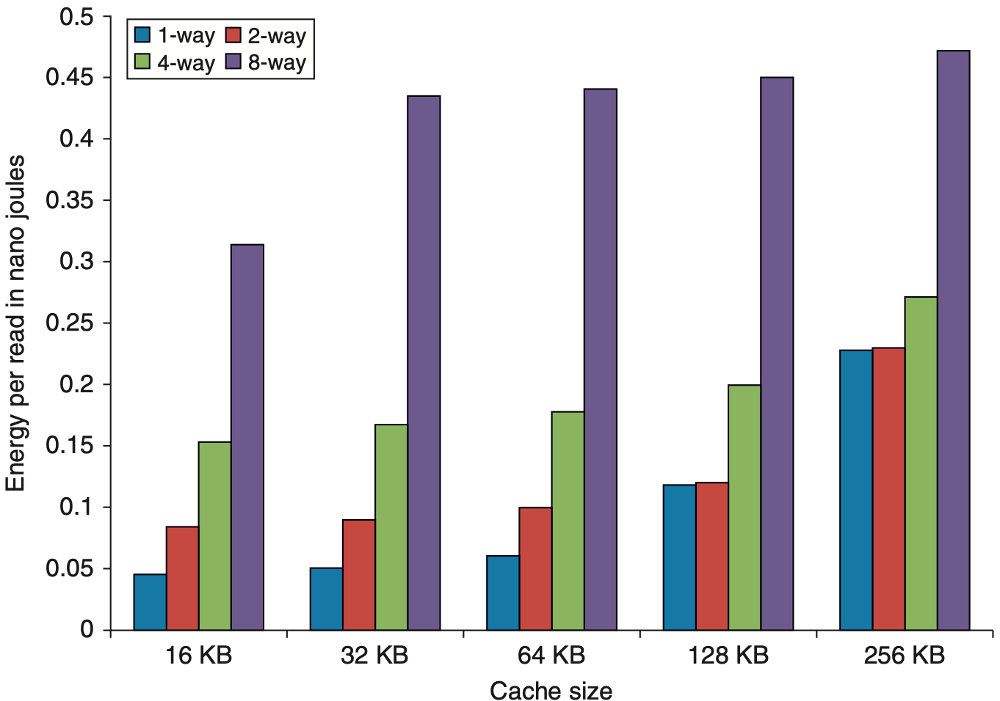 0.5
0.45
0.4
0.35
0.3
0.25
0.2
0.15
0.1
0.05
0
Energy per read in nano joules
1-way 2-way
4-way 8-way
16 KB 32 KB 64 KB 128 KB 256 KB
Cache size